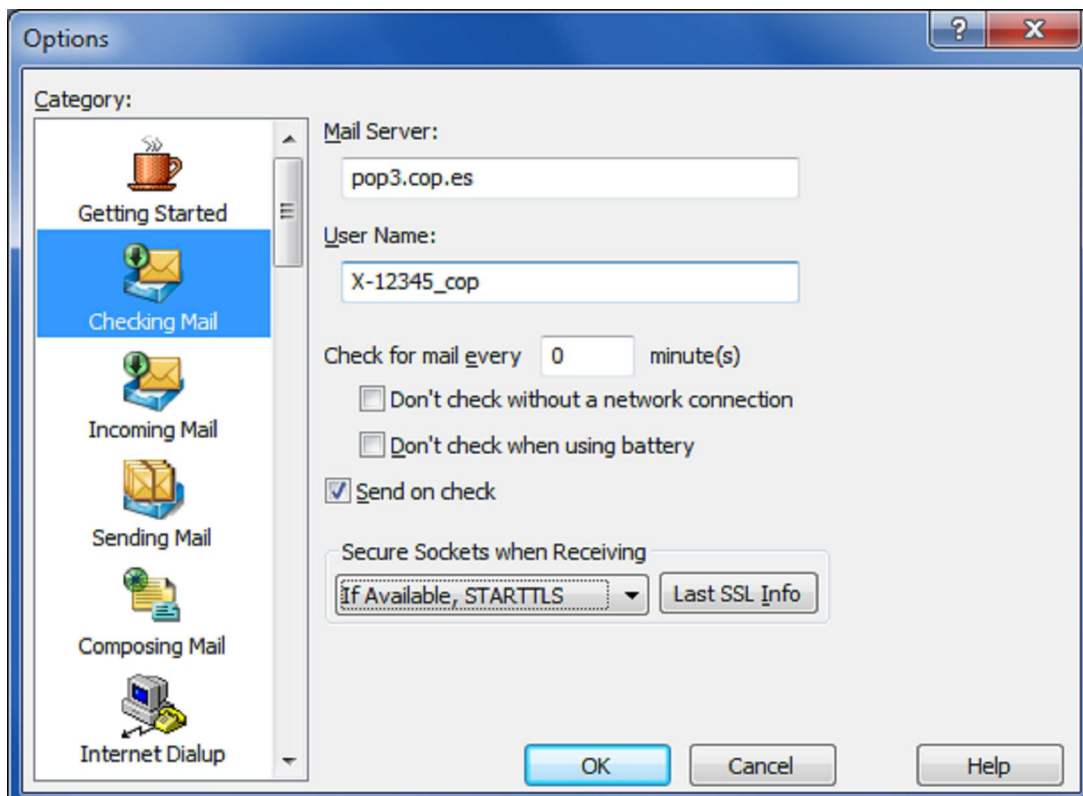 Options
Category:
Getting Started
Checking Mail
Incoming Mail
Sending Mail
Composing Mail
Internet Dialup
Mail Server:
pop3.cop.es
User Name:
X-12345_cop
Check for mail every 0 minute(s)
Don't check without a network connection
Don't check when using battery
Send on check
Secure Sockets when Receiving
If Available, STARTTLS Last SSL Info
OK Cancel Help